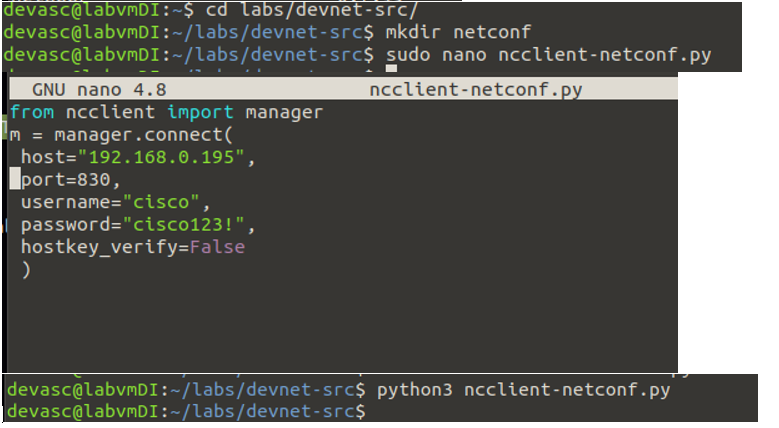 devasc@labvmDI:~$ cd labs/devnet-src/
devasc@labvmDI:~/labs/devnet-src$ mkdir netconf
devasc@labvmDI:~/labs/devnet-src$ sudo nano ncclient-netconf.py
GNU nano 4.8 ncclient-netconf.py
from ncclient import manager
m = manager.connect(
host="192.168.0.195",
port=830,
username="cisco",
password="cisco123!",
hostkey_verify=False
)
devasc@labvmDI:~/labs/devnet-src$ python3 ncclient-netconf.py
devasc@labvmDI:~/labs/devnet-src$